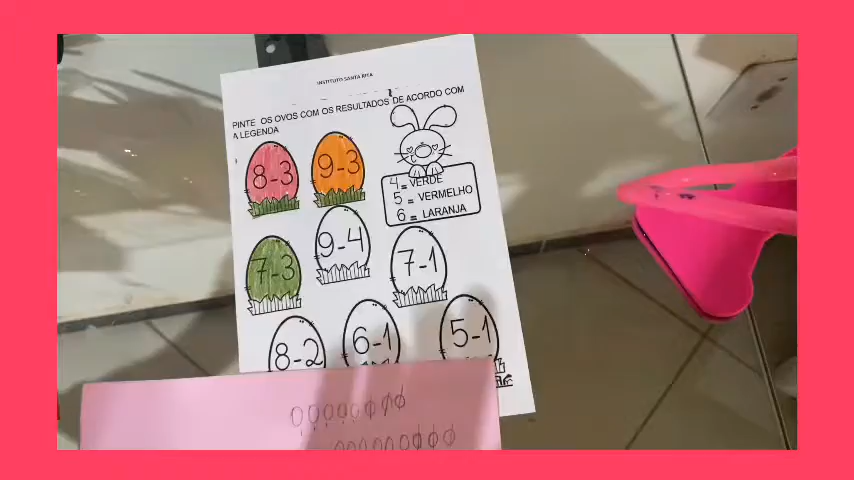 INSTITUTO SANTA RITA
PINTE OS OVOS COM OS RESULTADOS DE ACORDO COM
A LEGENDA
8-3
9-3
4 = VERDE
5 = VERMELHO
6 = LARANJA
7-3
9-4
7-1
8-2
6-1
5-1